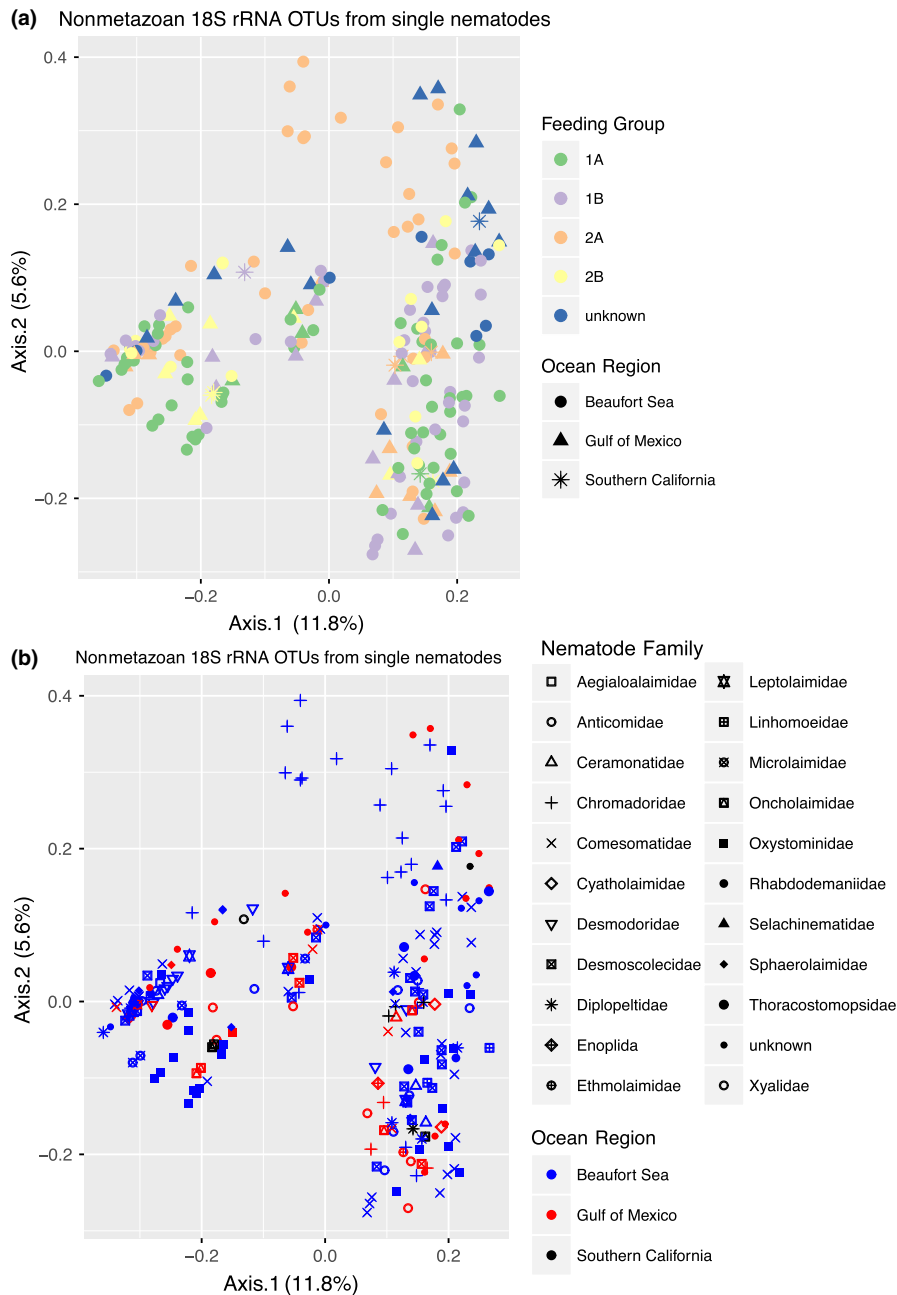 (a) Nonmetazoan 18S rRNA OTUs from single nematodes
0.4
0.2
0.0
−0.2
Axis.2 (5.6%)
−0.2 0.0 0.2
Axis.1 (11.8%)
Feeding Group
1A
1B
2A
2B
unknown
Ocean Region
Beaufort Sea
Gulf of Mexico
Southern California
(b) Nonmetazoan 18S rRNA OTUs from single nematodes
0.4
0.2
0.0
−0.2
Axis.2 (5.6%)
−0.2 0.0 0.2
Axis.1 (11.8%)
Nematode Family
Aegialoalaimidae
Anticomidae
Ceramonatidae
Chromadoridae
Comesomatidae
Cyatholaimidae
Desmodoridae
Desmoscolecidae
Diplopeltidae
Enoplida
Ethmolaimidae
Leptolaimidae
Linhomoeidae
Microlaimidae
Oncholaimidae
Oxystominidae
Rhabdodemaniidae
Selachinematidae
Sphaerolaimidae
Thoracostomopsidae
unknown
Xyalidae
Ocean Region
Beaufort Sea
Gulf of Mexico
Southern California